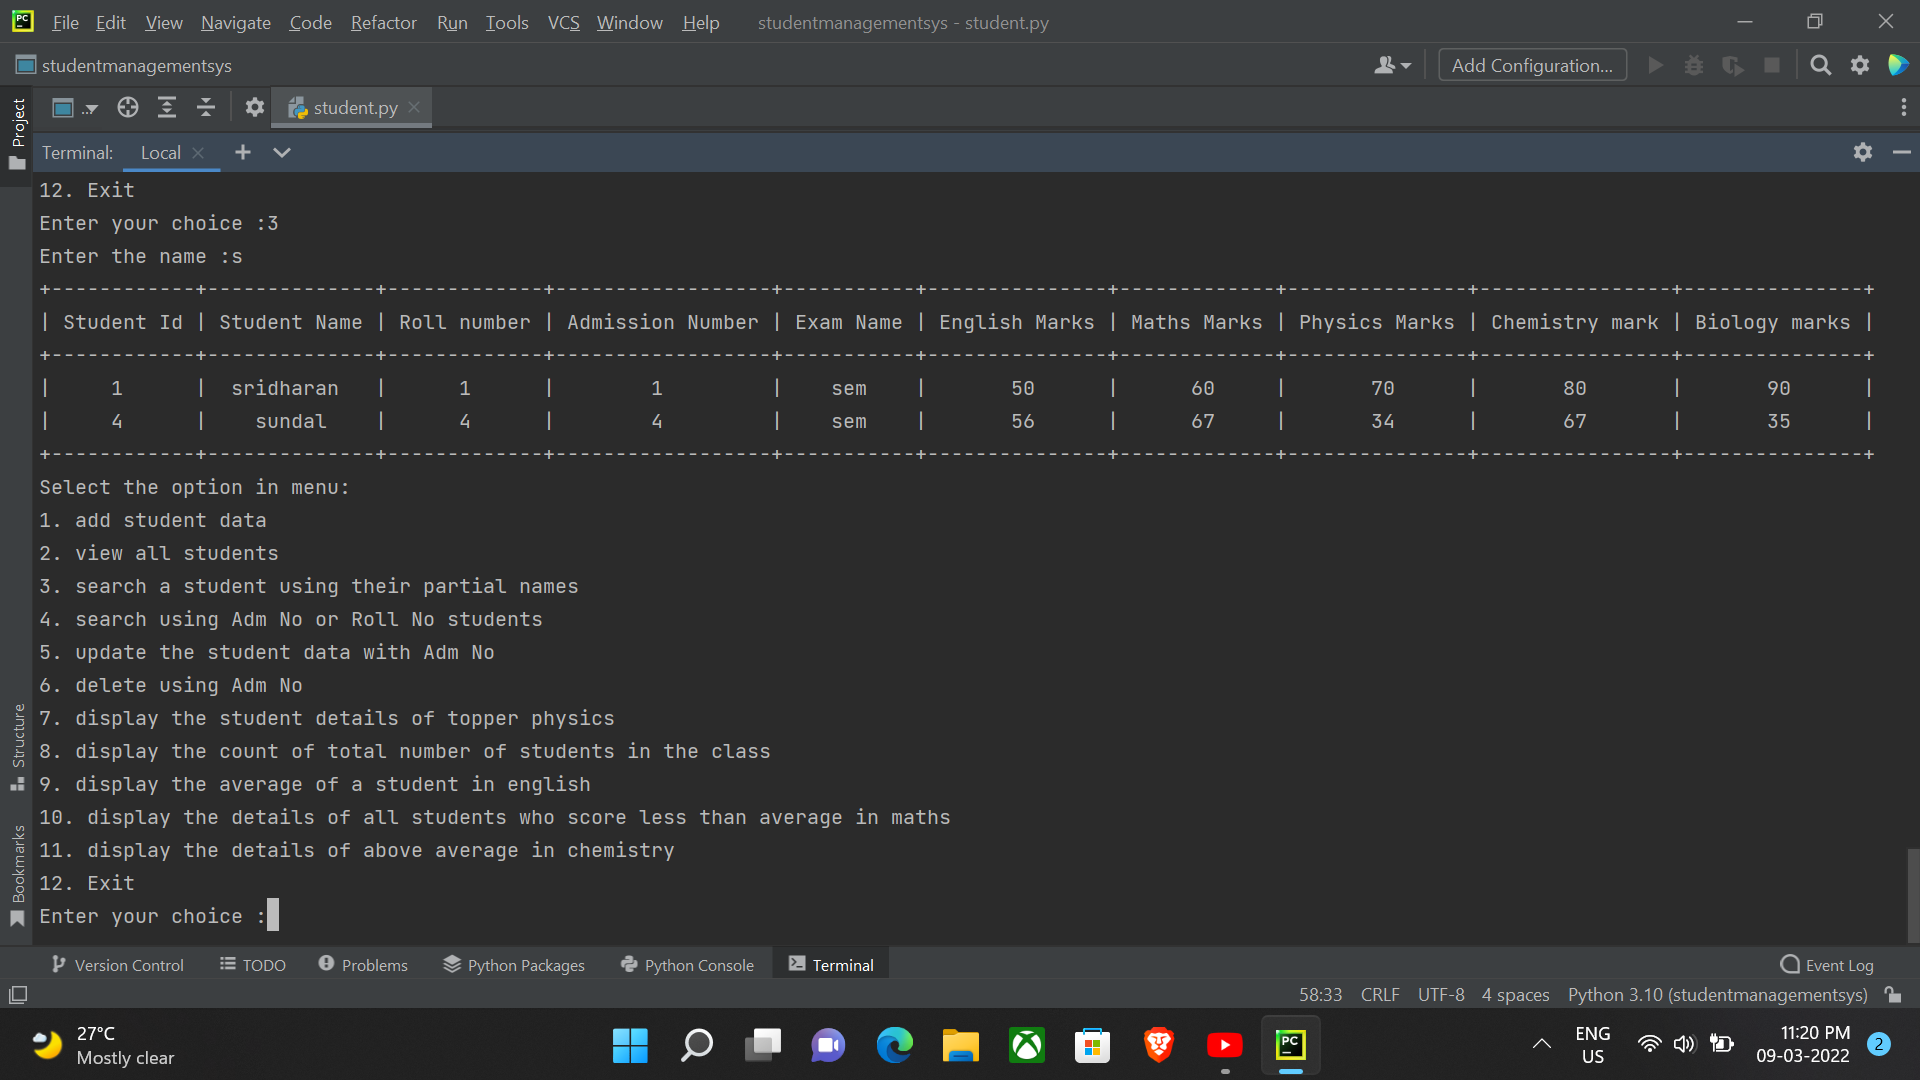 PC File Edit View Navigate Code Refactor Run Tools VCS Window Help studentmanagementsys - student.py
studentmanagementsys Add Configuration...
Project
student.py
Terminal: Local
12. Exit
Enter your choice :3
Enter the name :s
+------------+--------------+-------------+------------------+-----------+---------------+-------------+---------------+----------------+---------------+
| Student Id | Student Name | Roll number | Admission Number | Exam Name | English Marks | Maths Marks | Physics Marks | Chemistry mark | Biology marks |
+------------+--------------+-------------+------------------+-----------+---------------+-------------+---------------+----------------+---------------+
| 1 | sridharan | 1 | 1 | sem | 50 | 60 | 70 | 80 | 90 |
| 4 | sundal | 4 | 4 | sem | 56 | 67 | 34 | 67 | 35 |
+------------+--------------+-------------+------------------+-----------+---------------+-------------+---------------+----------------+---------------+
Select the option in menu:
1. add student data
2. view all students
3. search a student using their partial names
4. search using Adm No or Roll No students
5. update the student data with Adm No
6. delete using Adm No
7. display the student details of topper physics
8. display the count of total number of students in the class
9. display the average of a student in english
10. display the details of all students who score less than average in maths
11. display the details of above average in chemistry
12. Exit
Enter your choice :
Structure
Bookmarks
Version Control TODO Problems Python Packages Python Console Terminal Event Log
58:33 CRLF UTF-8 4 spaces Python 3.10 (studentmanagementsys)
27°C
Mostly clear
PC
ENG
US
11:20 PM
09-03-2022
2